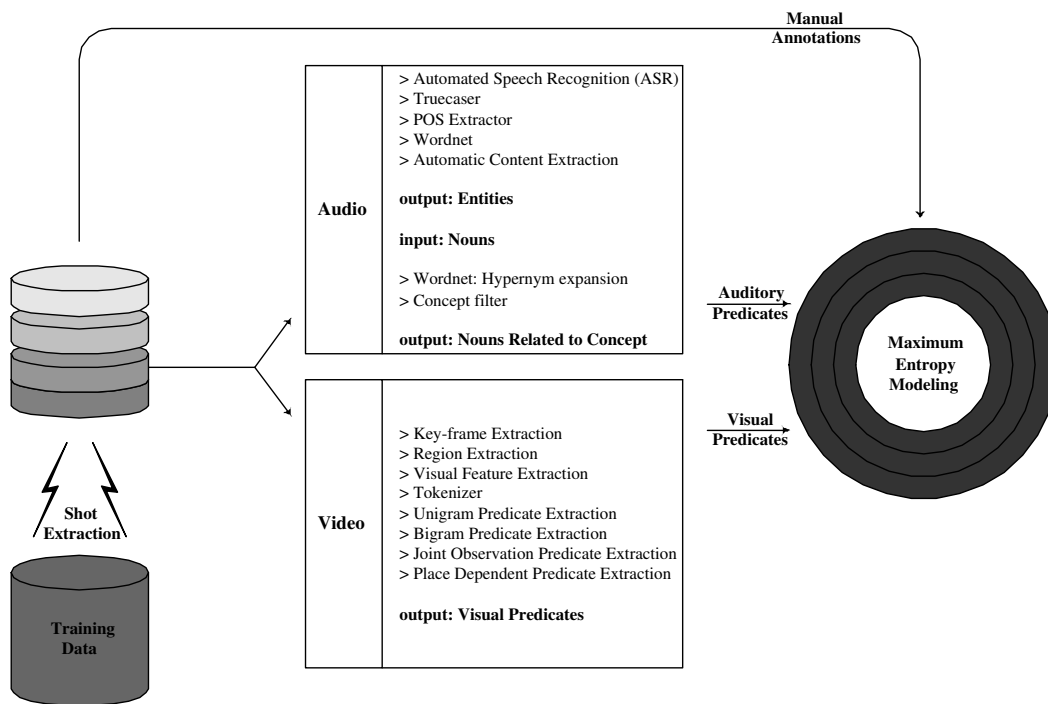 Manual
Annotations
> Automated Speech Recognition (ASR)
> Truecaser
> POS Extractor
> Wordnet
> Automatic Content Extraction
output: Entities
Audio
input: Nouns
> Wordnet: Hypernym expansion
> Concept filter
output: Nouns Related to Concept
Auditory
Predicates
Maximum
Entropy
Modeling
> Key-frame Extraction
> Region Extraction
> Visual Feature Extraction
> Tokenizer
> Unigram Predicate Extraction
> Bigram Predicate Extraction
> Joint Observation Predicate Extraction
> Place Dependent Predicate Extraction
output: Visual Predicates
Video
Visual
Predicates
Shot
Extraction
Training
Data